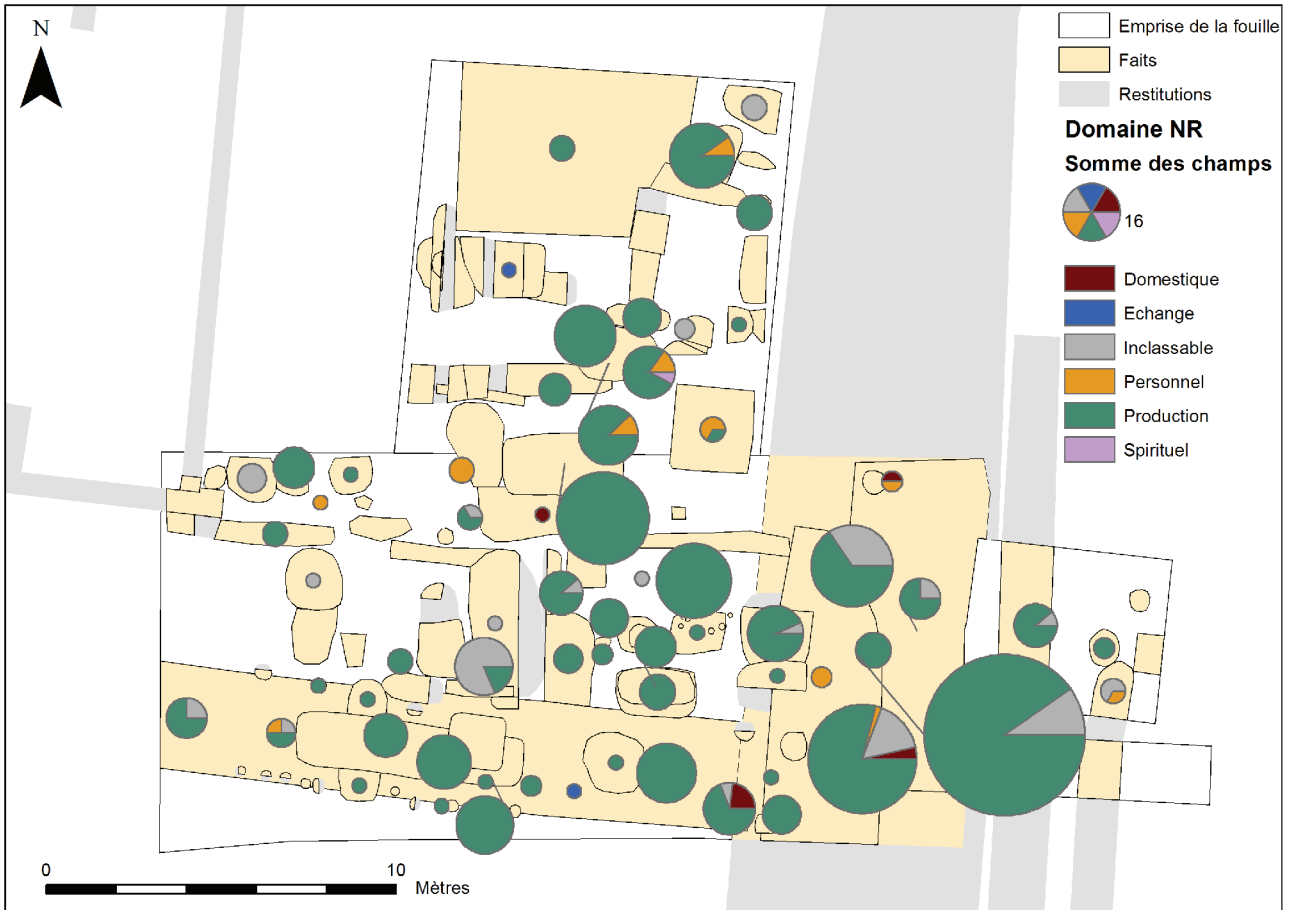 N
Emprise de la fouille
Faits
Restitutions
Domaine NR
Somme des champs
16
Domestique
Echange
Inclassable
Personnel
Production
Spirituel
0 10
Mètres